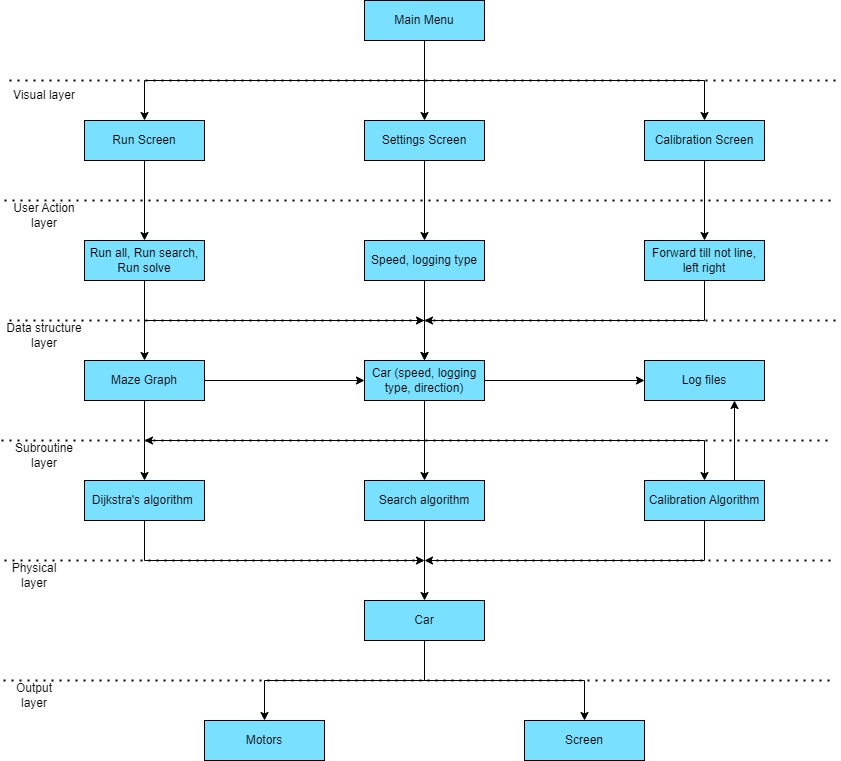 Main Menu
Visual layer
Run Screen
Settings Screen
Calibration Screen
User Action
layer
Run all, Run search,
Run solve
Speed, logging type
Forward till not line,
left right
Data structure
layer
Maze Graph
Car (speed, logging
type, direction)
Log files
Subroutine
layer
Dijkstra's algorithm
Search algorithm
Calibration Algorithm
Physical
layer
Car
Output
layer
Motors
Screen